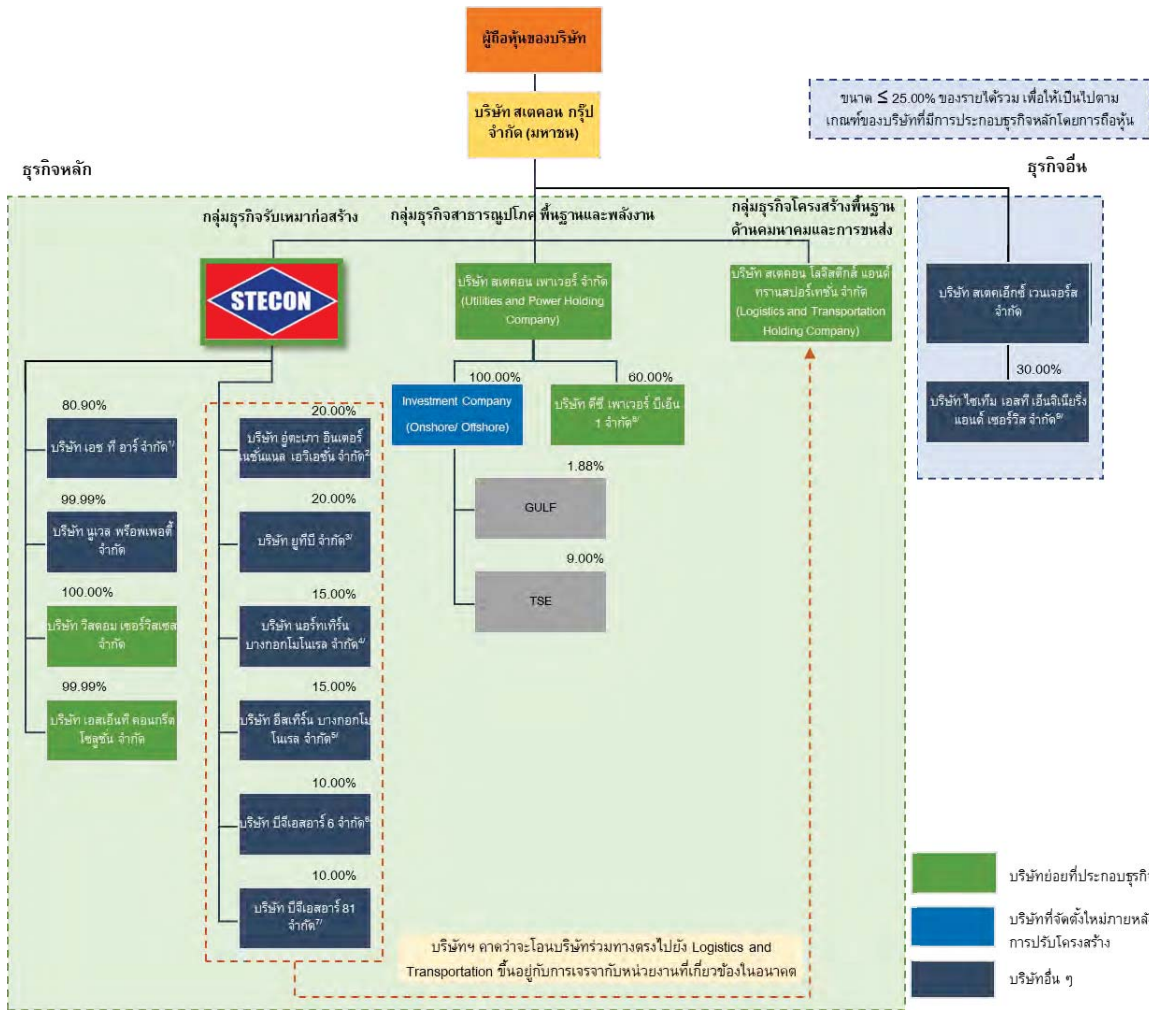 ผู้ถือหุ้นของบริษัท
บริษัท สเตคอน กรุ๊ป
จำกัด (มหาชน)
ขนาด ≤ 25.00% ของรายได้รวม เพื่อให้เป็นไปตาม
เกณฑ์ของบริษัทที่มีการประกอบธุรกิจหลักโดยการถือหุ้น
ธุรกิจหลัก
ธุรกิจอื่น
กลุ่มธุรกิจรับเหมาก่อสร้าง
กลุ่มธุรกิจสาธารณูปโภค พื้นฐานและพลังงาน
กลุ่มธุรกิจโครงสร้างพื้นฐาน
ด้านคมนาคมและการขนส่ง
STECON
บริษัท สเตคอน เพาเวอร์ จำกัด
(Utilities and Power Holding
Company)
บริษัท สเตคอน โลจิสติกส์ แอนด์
ทรานสปอร์เทชั่น จำกัด
(Logistics and Transportation
Holding Company)
บริษัท สเตคเอ็กซ์ เวนเจอร์ส
จำกัด
80.90%
บริษัท เอช ที อาร์ จำกัด1/
99.99%
บริษัท นูเวล พร็อพเพอตี้
จำกัด
100.00%
บริษัท วิสดอม เซอร์วิสเซส
จำกัด
99.99%
บริษัท เอสเอ็นที คอนกรีต
โซลูชั่น จำกัด
20.00%
บริษัท อู่ตะเภา อินเตอร์
เนชั่นแนล เอวิเอชั่น จำกัด2
20.00%
บริษัท ยูทีบี จำกัด3/
15.00%
บริษัท นอร์ทเทิร์น
บางกอกโมโนเรล จำกัด4/
15.00%
บริษัท อีสเทิร์น บางกอกโม
โนเรล จำกัด5/
10.00%
บริษัท บีจีเอสอาร์ 6 จำกัด6
10.00%
บริษัท บีจีเอสอาร์ 81
จำกัด7/
100.00%
Investment Company
(Onshore/ Offshore)
60.00%
บริษัท ดีซี เพาเวอร์ บีเอ็น
1 จำกัด
1.88%
GULF
9.00%
TSE
30.00%
บริษัท ไซเท็ม เอสที เอ็นจิเนียริ่ง
แอนด์ เซอร์วิส จำกัด
บริษัทฯ คาดว่าจะโอนบริษัทร่วมทางตรงไปยัง Logistics and
Transportation ขึ้นอยู่กับการเจรจากับหน่วยงานที่เกี่ยวข้องในอนาคต
บริษัทย่อยที่ประกอบธุรกิจ
บริษัทที่จัดตั้งใหม่ภายหลั
การปรับโครงสร้าง
บริษัทอื่น ๆ